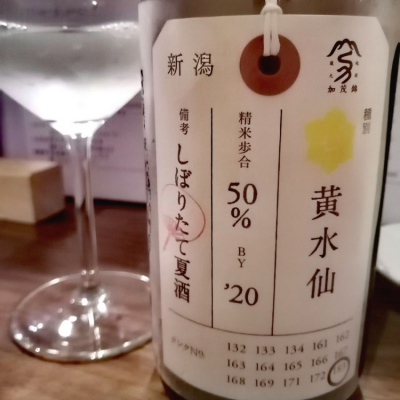 新潟
加茂錦
種別
黄水仙
精米歩合
50%
BY
'20
備考
しぼりたて夏酒
タンクNo.
132 133 134 161 162
163 164 165 166
168 169 171 172